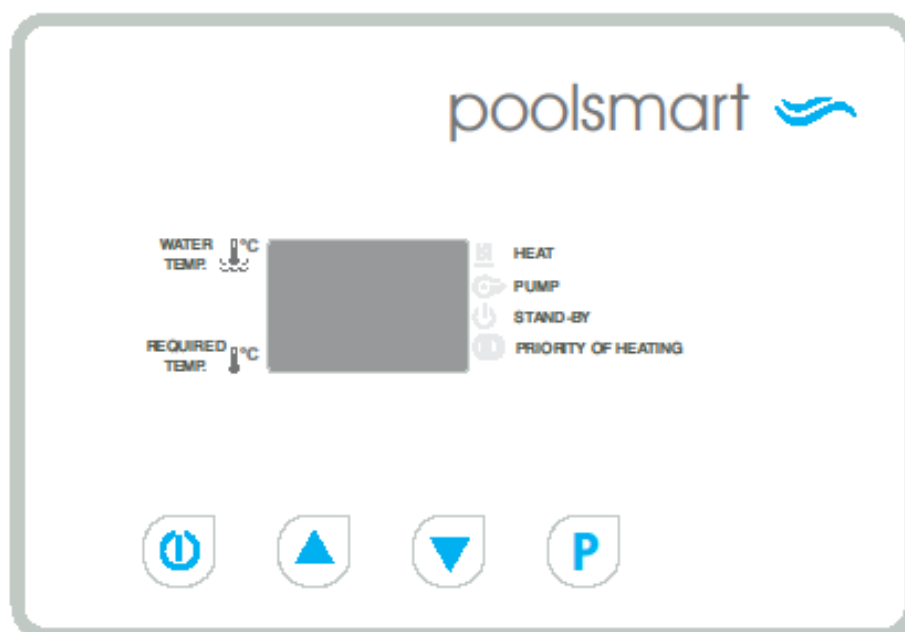 poolsmart
WATER
TEMP.
°C
HEAT
PUMP
STAND-BY
REQUIRED
TEMP.
°C
PRIORITY OF HEATING
P